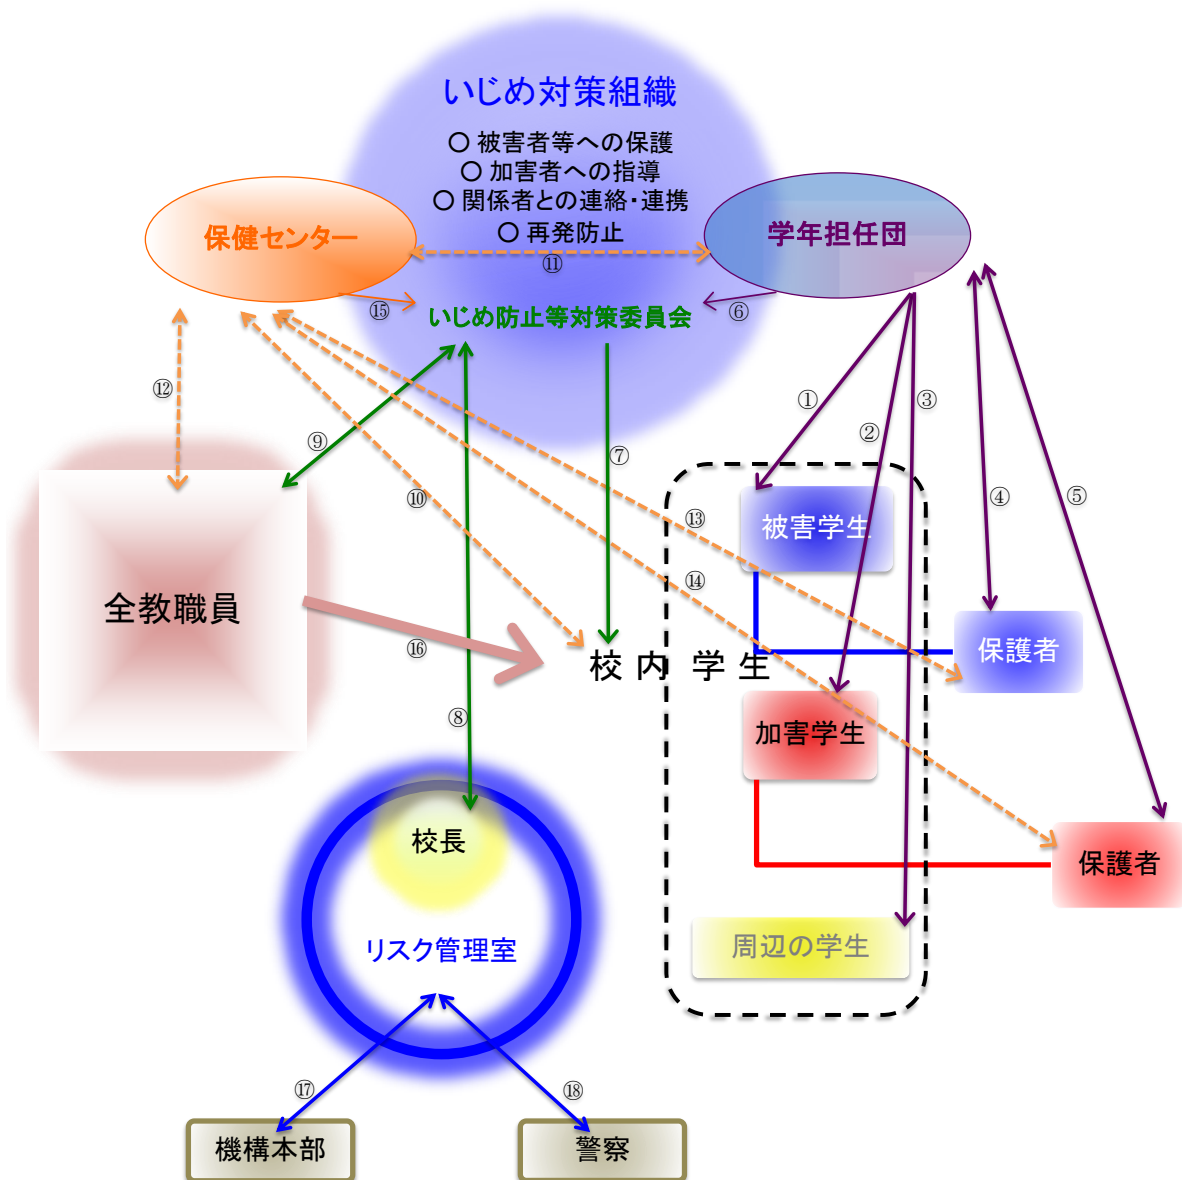 いじめ対策組織
○ 被害者等への保護
○ 加害者への指導
○ 関係者との連絡・連携
○ 再発防止
保健センター
学年担任団
⑪
⑮
⑥
いじめ防止等対策委員会
⑫
①
③
②
⑨
⑦
⑩
④
⑤
⑬
被害学生
⑭
全教職員
⑯
校内 学生
保護者
⑧
加害学生
校長
保護者
リスク管理室
周辺の学生
⑰
⑱
機構本部
警察